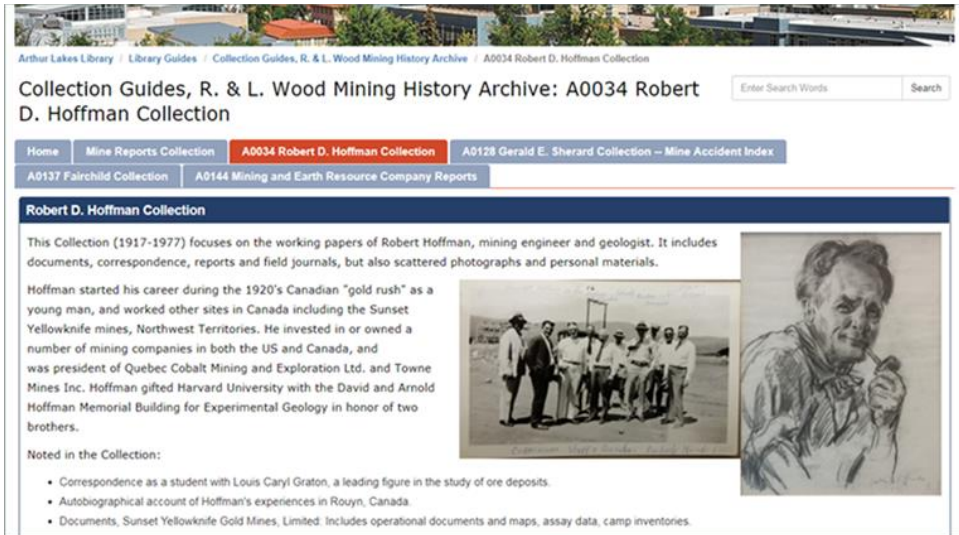 Arthur Lakes Library / Library Guides / Collection Guides, R. & L. Wood Mining History Archive / A0034 Robert D. Hoffman Collection
Collection Guides, R. & L. Wood Mining History Archive: A0034 Robert
D. Hoffman Collection
Enter Search Words
Search
Home
Mine Reports Collection
A0034 Robert D. Hoffman Collection
A0128 Gerald E. Sherard Collection -- Mine Accident Index
A0137 Fairchild Collection
A0144 Mining and Earth Resource Company Reports
Robert D. Hoffman Collection
This Collection (1917-1977) focuses on the working papers of Robert Hoffman, mining engineer and geologist. It includes
documents, correspondence, reports and field journals, but also scattered photographs and personal materials.
Hoffman started his career during the 1920's Canadian "gold rush" as a
young man, and worked other sites in Canada including the Sunset
Yellowknife mines, Northwest Territories. He invested in or owned a
number of mining companies in both the US and Canada, and
was president of Quebec Cobalt Mining and Exploration Ltd. and Towne
Mines Inc. Hoffman gifted Harvard University with the David and Arnold
Hoffman Memorial Building for Experimental Geology in honor of two
brothers.
Noted in the Collection:
• Correspondence as a student with Louis Caryl Graton, a leading figure in the study of ore deposits.
• Autobiographical account of Hoffman's experiences in Rouyn, Canada.
• Documents, Sunset Yellowknife Gold Mines, Limited: Includes operational documents and maps, assay data, camp inventories.